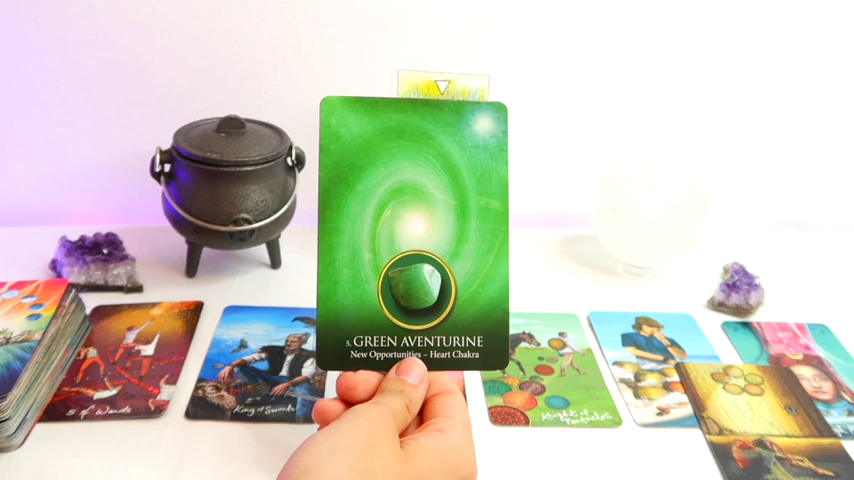 5. GREEN AVENTURINE
New Opportunities – Heart Chakra
5 of Wands
King of Swords
Knight of
Pentacles